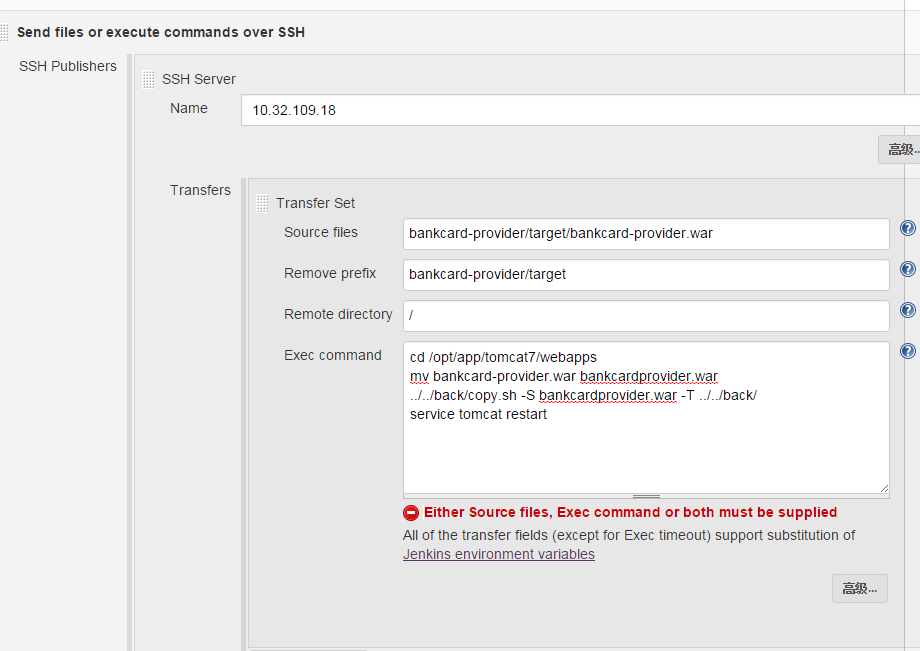 Send files or execute commands over SSH
SSH Publishers
SSH Server
Name
10.32.109.18
高级..
Transfers
Transfer Set
Source files
bankcard-provider/target/bankcard-provider.war
Remove prefix
bankcard-provider/target
Remote directory
/
Exec command
cd /opt/app/tomcat7/webapps
mv bankcard-provider.war bankcardprovider.war
../../back/copy.sh -S bankcardprovider.war -T ../../back/
service tomcat restart
Either Source files, Exec command or both must be supplied
All of the transfer fields (except for Exec timeout) support substitution of
Jenkins environment variables
高级...